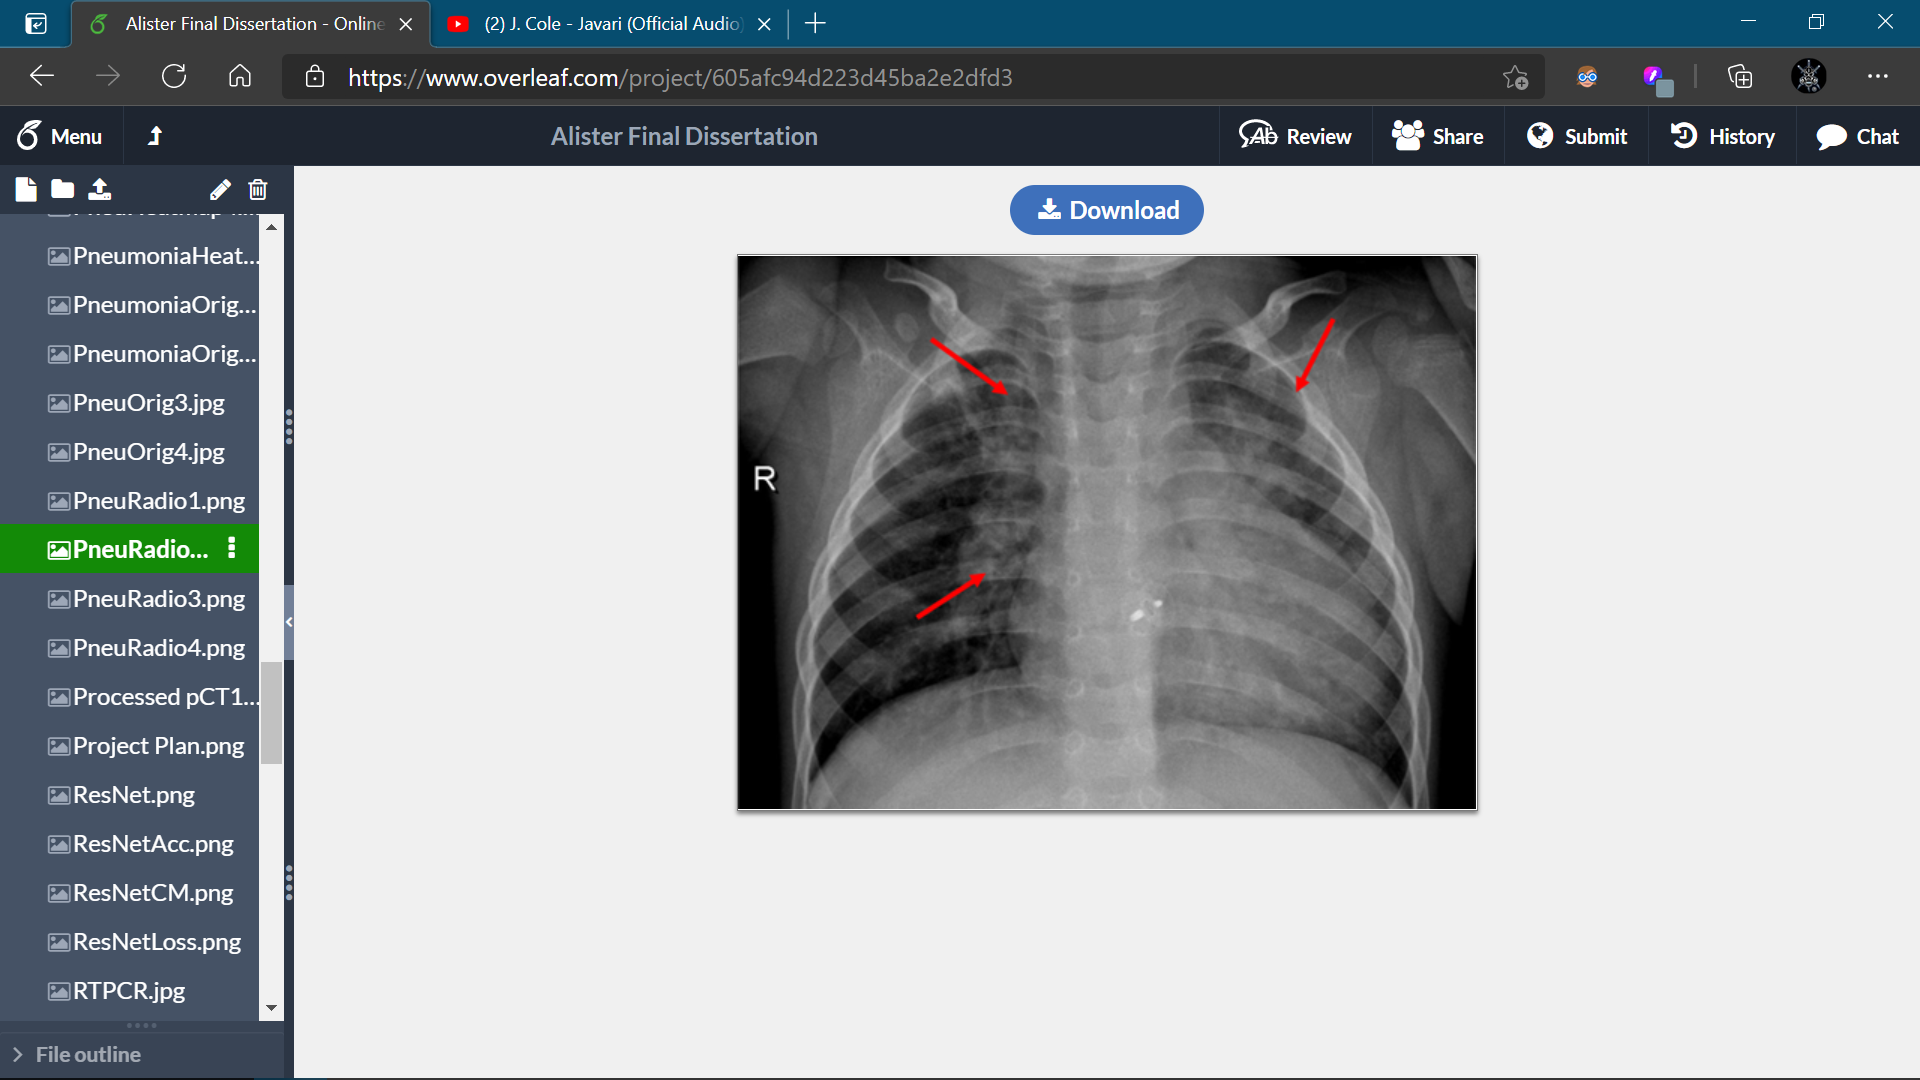 Alister Final Dissertation - Online
(2) J. Cole - Javari (Official Audio)
https://www.overleaf.com/project/605afc94d223d45ba2e2dfd3
Menu
Alister Final Dissertation
Review
Share
Submit
History
Chat
Download
PneumoniaHeat...
PneumoniaOrig...
PneumoniaOrig...
PneuOrig3.jpg
PneuOrig4.jpg
PneuRadio1.png
PneuRadio...
PneuRadio3.png
PneuRadio4.png
Processed pCT1...
Project Plan.png
ResNet.png
ResNetAcc.png
ResNetCM.png
ResNetLoss.png
RTPCR.jpg
File outline
R